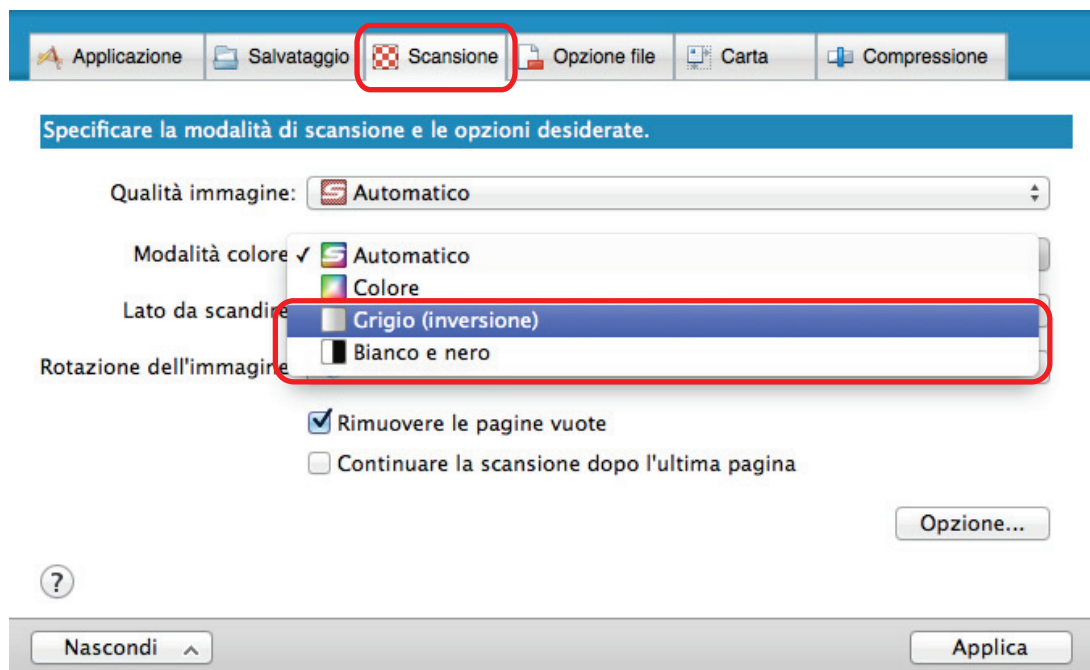 Applicazione Salvataggio Scansione Opzione file Carta Compressione
Specificare la modalità di scansione e le opzioni desiderate.
Qualità immagine: Automatico
Modalità colore ✓ Automatico
Colore
Lato da scandire
Grigio (inversione)
Bianco e nero
Rotazione dell'immagine
Rimuovere le pagine vuote
Continuare la scansione dopo l'ultima pagina
Opzione...
?
Nascondi Applica